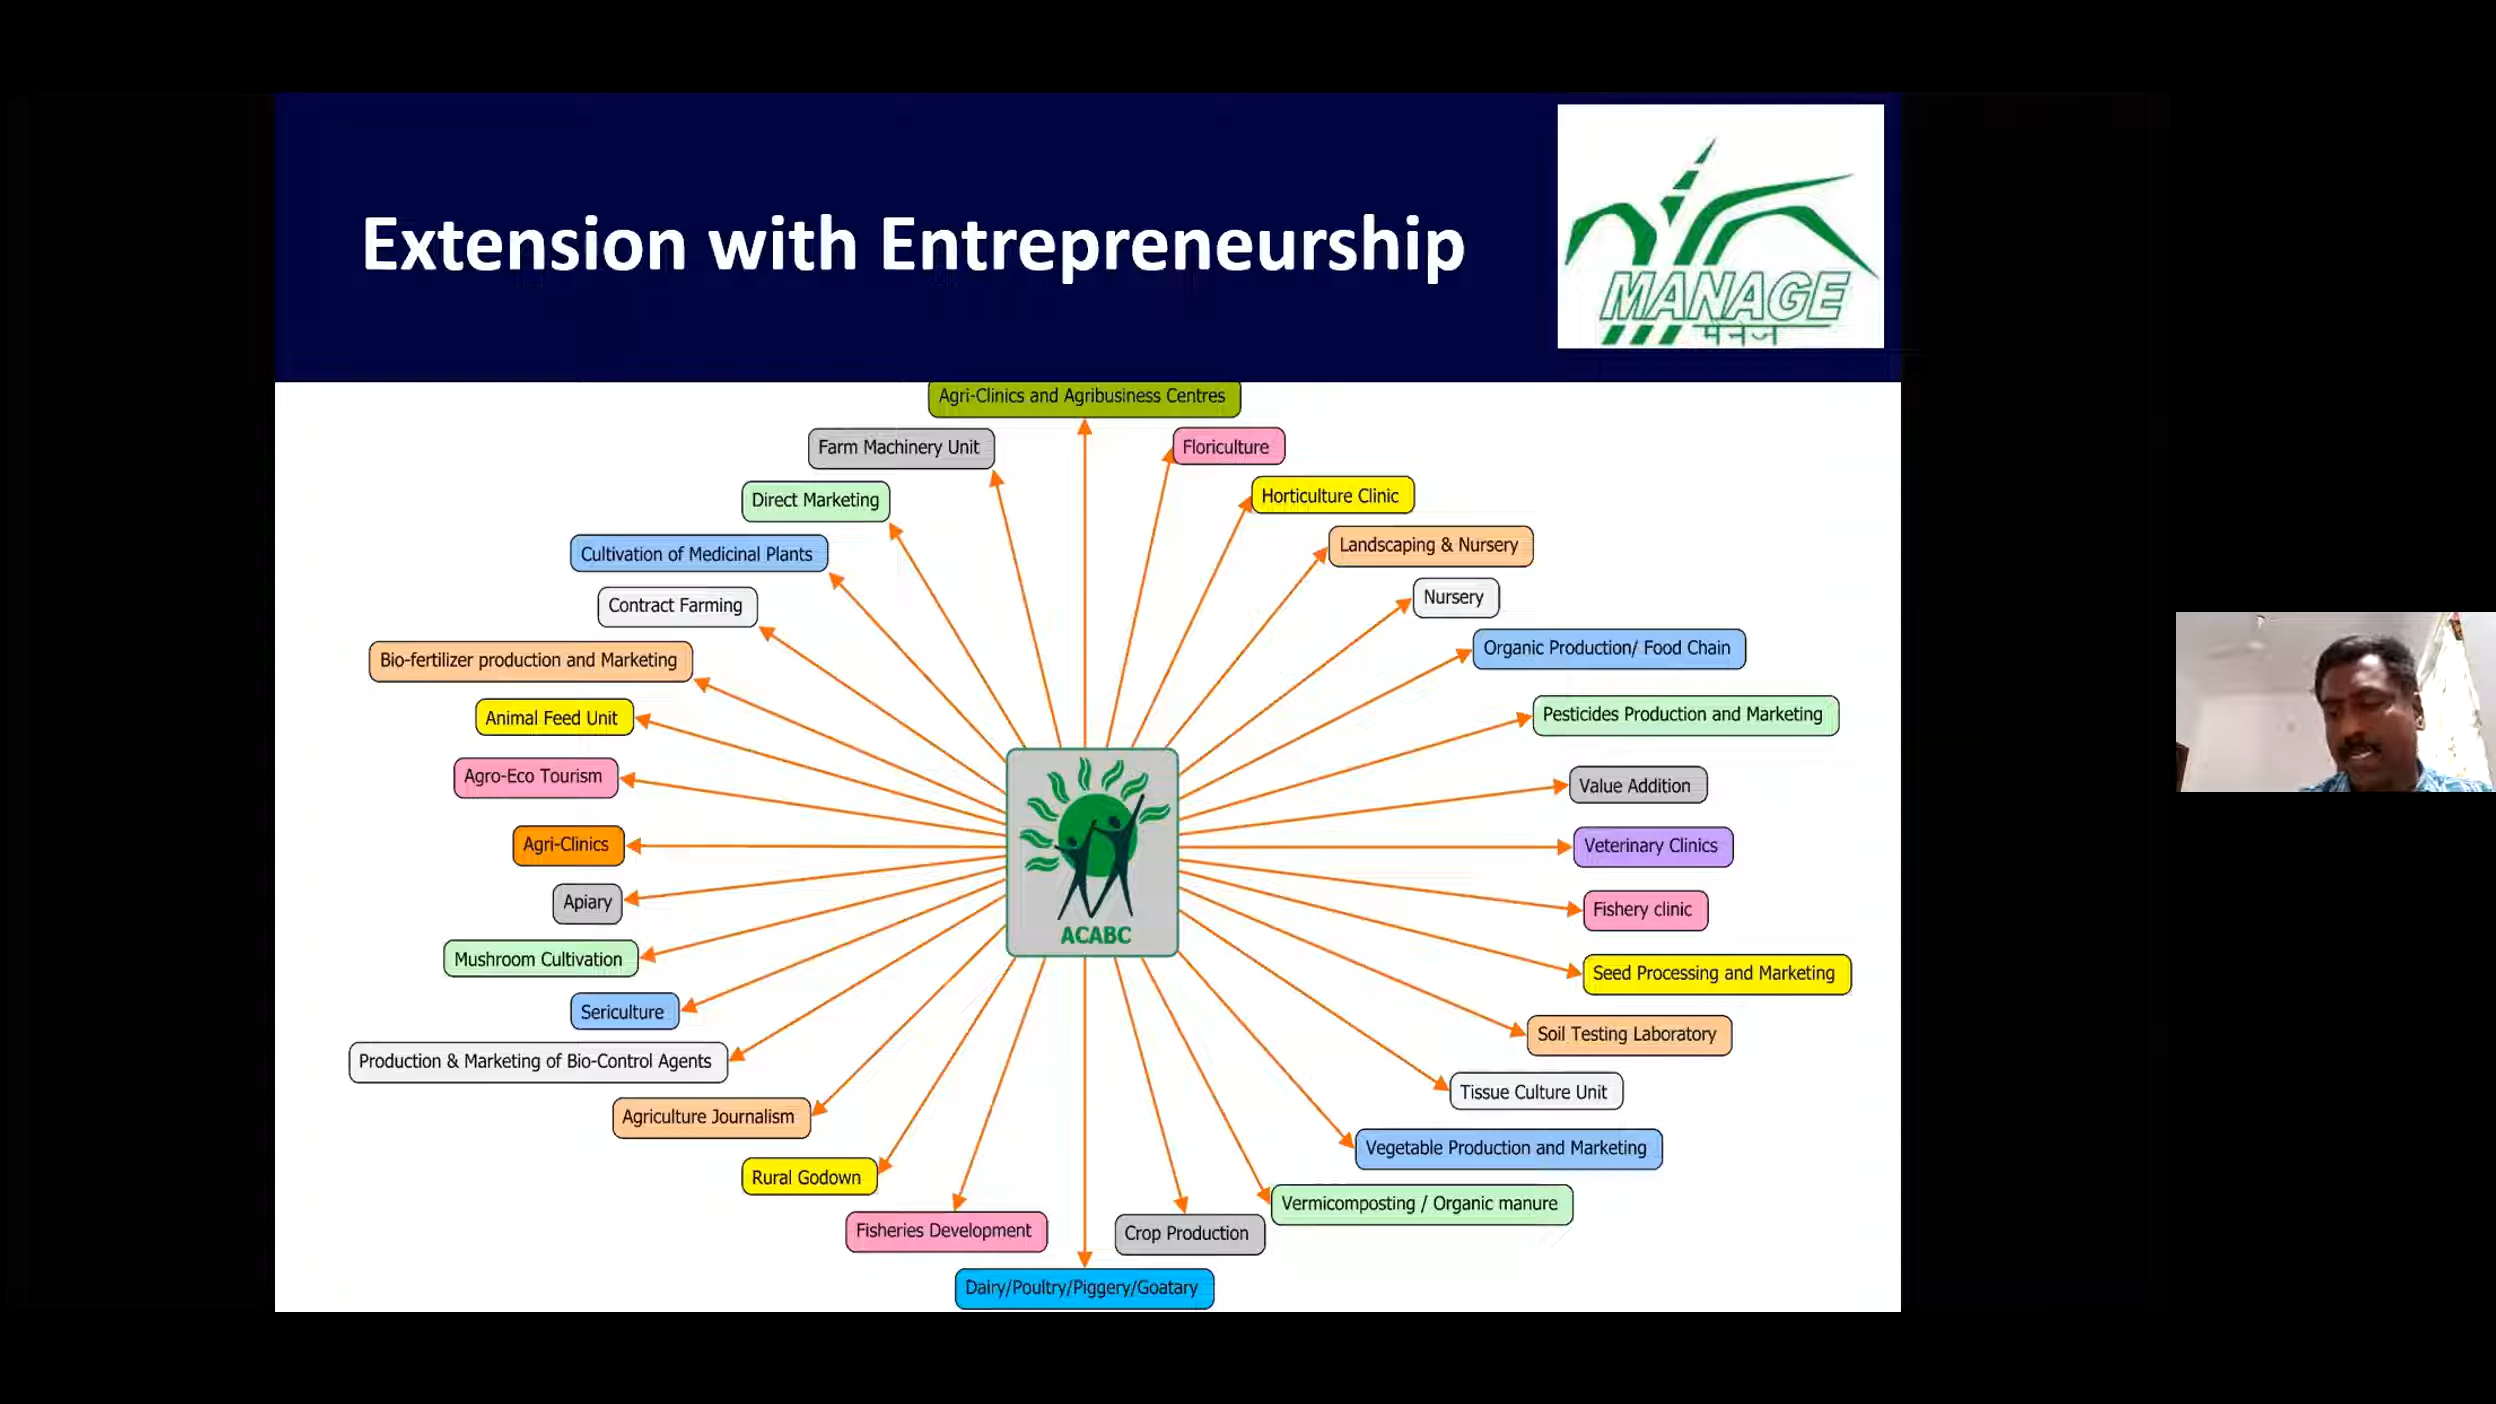 Extension with Entrepreneurship
MANAGE
मैनेज
Agri-Clinics and Agribusiness Centres
Farm Machinery Unit
Floriculture
Direct Marketing
Horticulture Clinic
Cultivation of Medicinal Plants
Landscaping & Nursery
Contract Farming
Nursery
Bio-fertilizer production and Marketing
Organic Production/ Food Chain
Animal Feed Unit
Pesticides Production and Marketing
Agro-Eco Tourism
Value Addition
Agri-Clinics
Veterinary Clinics
Apiary
Fishery clinic
ACABC
Mushroom Cultivation
Seed Processing and Marketing
Sericulture
Soil Testing Laboratory
Production & Marketing of Bio-Control Agents
Tissue Culture Unit
Agriculture Journalism
Vegetable Production and Marketing
Rural Godown
Vermicomposting / Organic manure
Fisheries Development
Crop Production
Dairy/Poultry/Piggery/Goatary